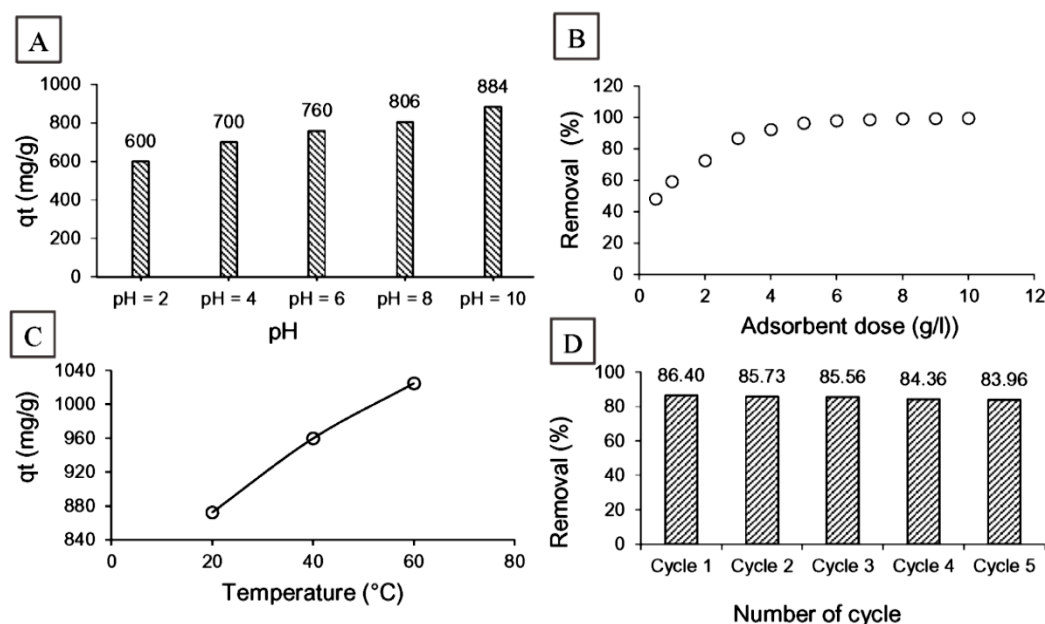 A
qt (mg/g)
1000
800
600
400
200
0
600
700
760
806
884
pH = 2
pH = 4
pH = 6
pH = 8
pH = 10
pH
B
Removal (%)
120
100
80
60
40
20
0
0
2
4
6
8
10
12
Adsorbent dose (g/l))
C
qt (mg/g)
1040
1000
960
920
880
840
0
20
40
60
80
Temperature (°C)
D
Removal (%)
100
80
60
40
20
0
86.40
85.73
85.56
84.36
83.96
Cycle 1
Cycle 2
Cycle 3
Cycle 4
Cycle 5
Number of cycle